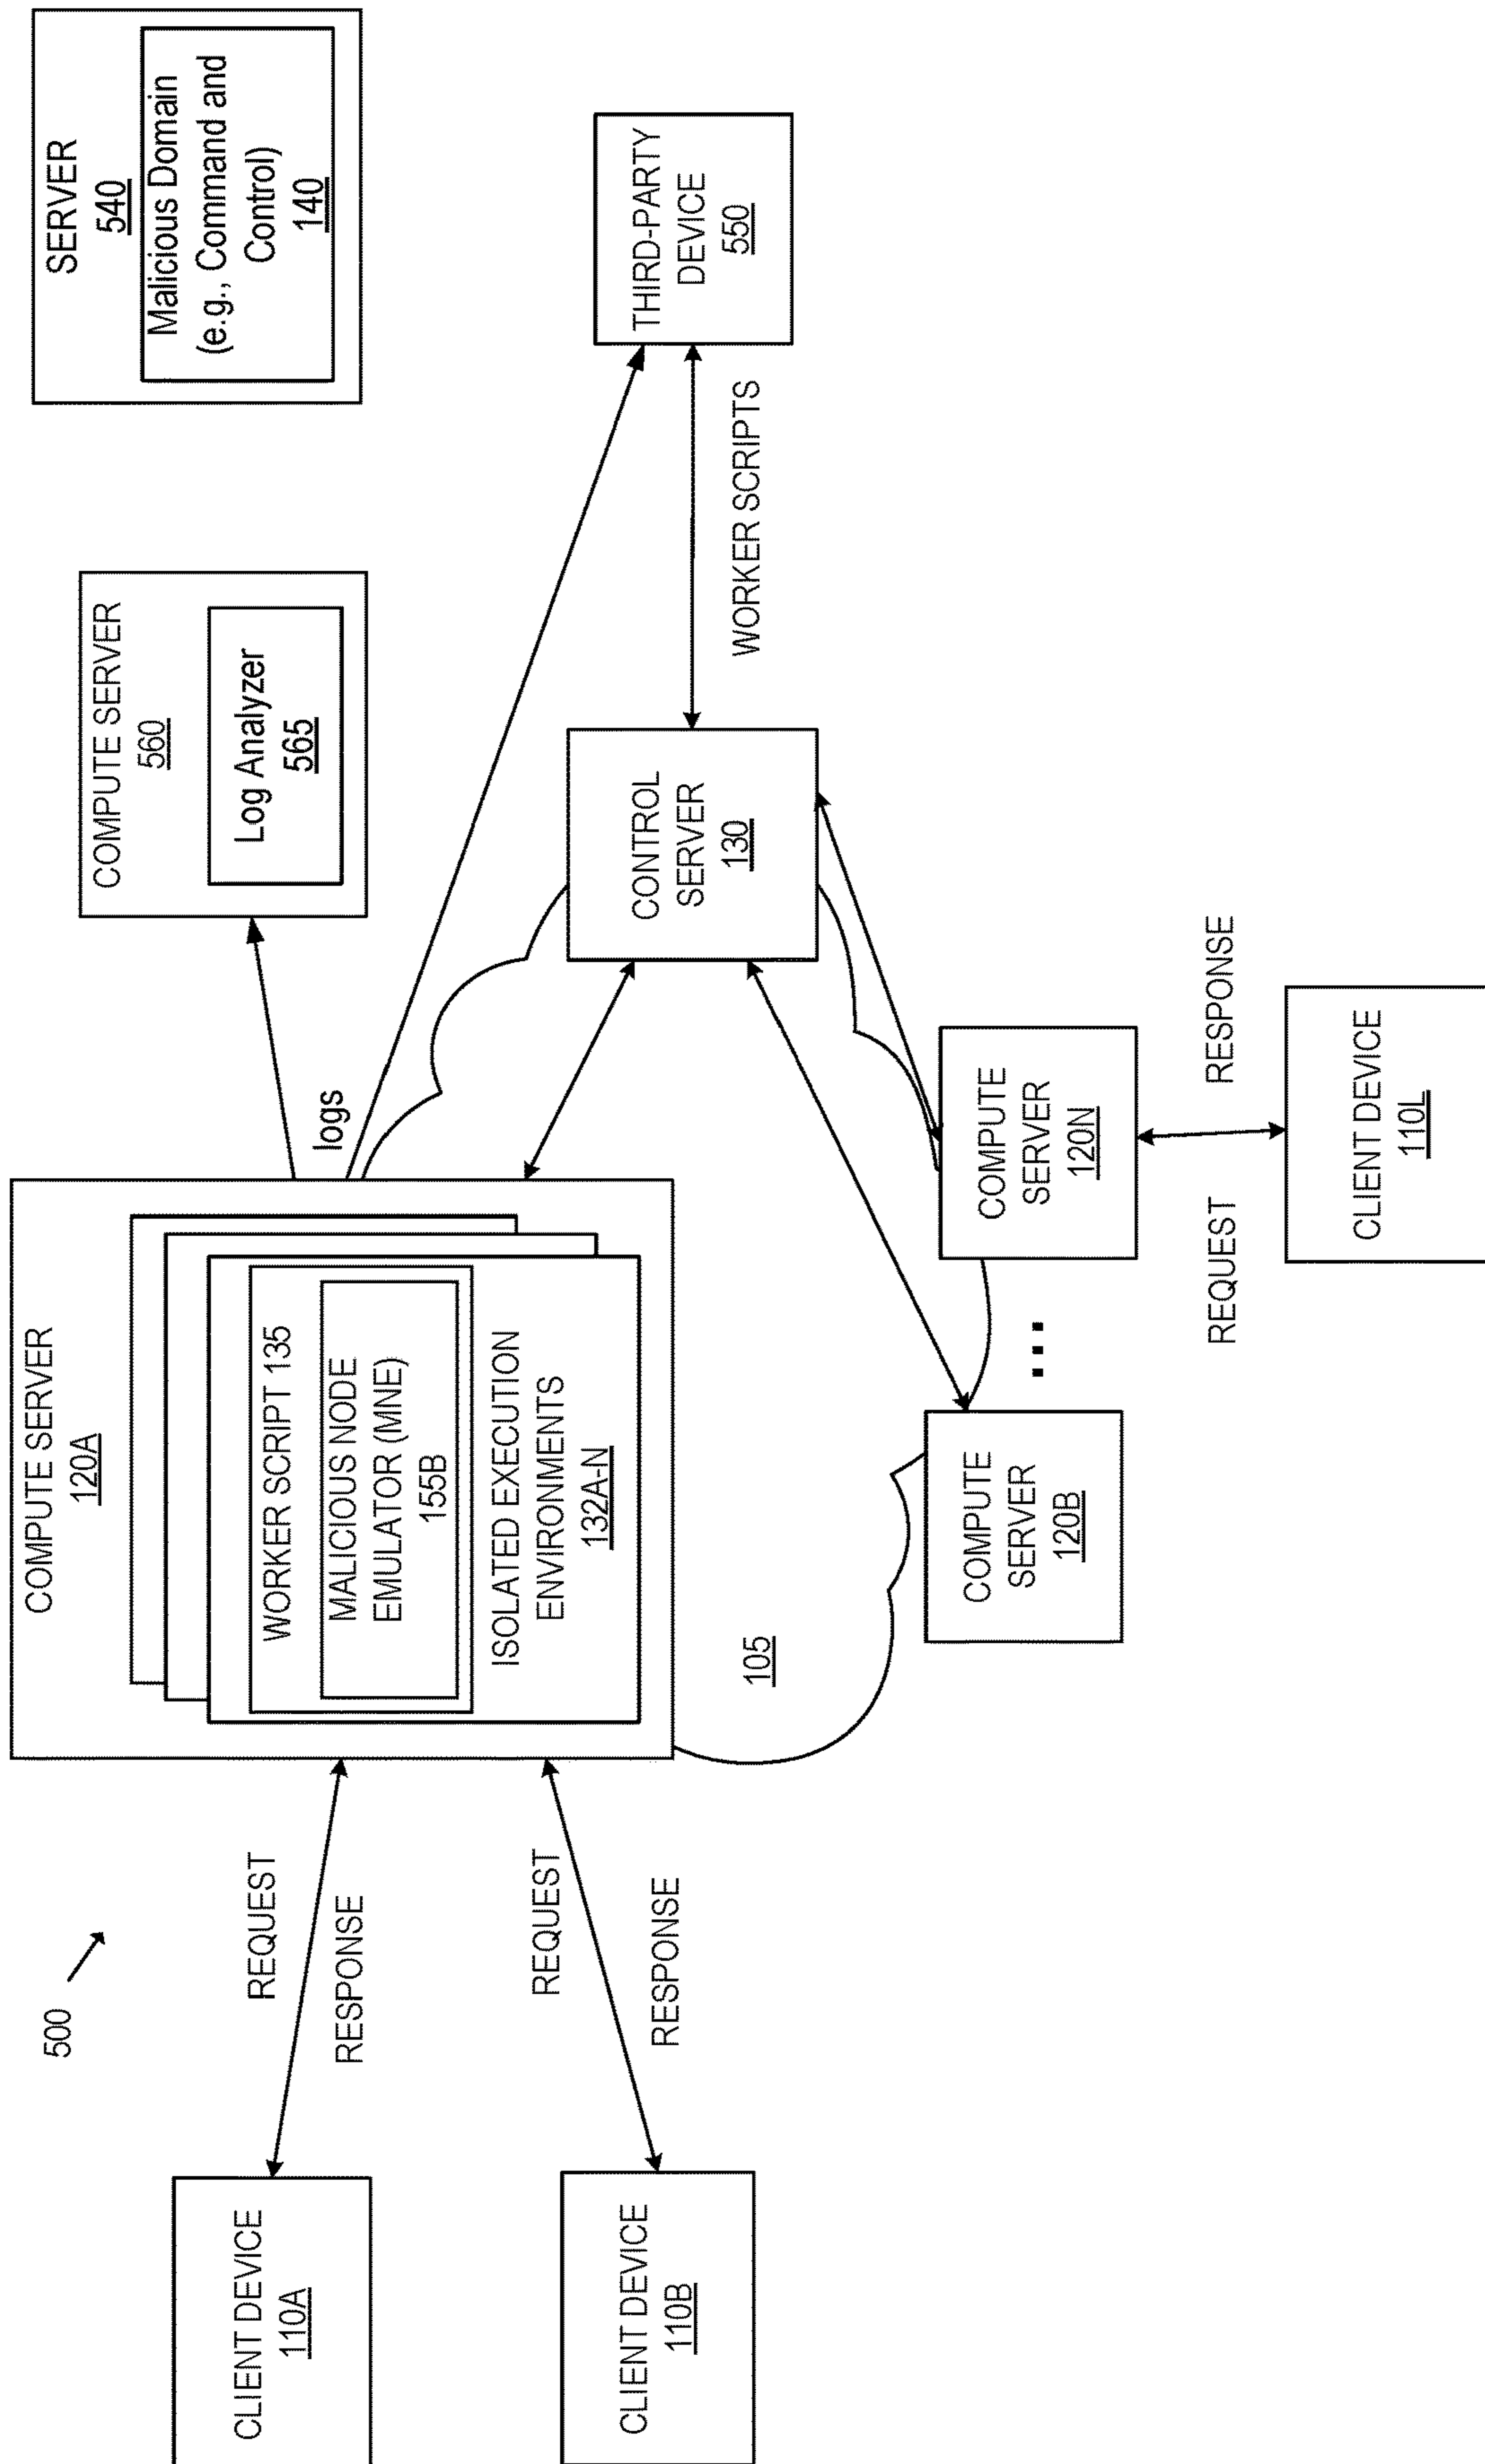 500
CLIENT DEVICE
110A
CLIENT DEVICE
110B
REQUEST
RESPONSE
REQUEST
RESPONSE
COMPUTE SERVER
120A
WORKER SCRIPT 135
MALICIOUS NODE
EMULATOR (MNE)
155B
ISOLATED EXECUTION
ENVIRONMENTS
132A-N
105
logs
COMPUTE SERVER
560
Log Analyzer
565
SERVER
540
Malicious Domain
(e.g., Command and
Control)
140
CONTROL
SERVER
130
WORKER SCRIPTS
THIRD-PARTY
DEVICE
550
COMPUTE
SERVER
120B
...
COMPUTE
SERVER
120N
REQUEST
RESPONSE
CLIENT DEVICE
110L